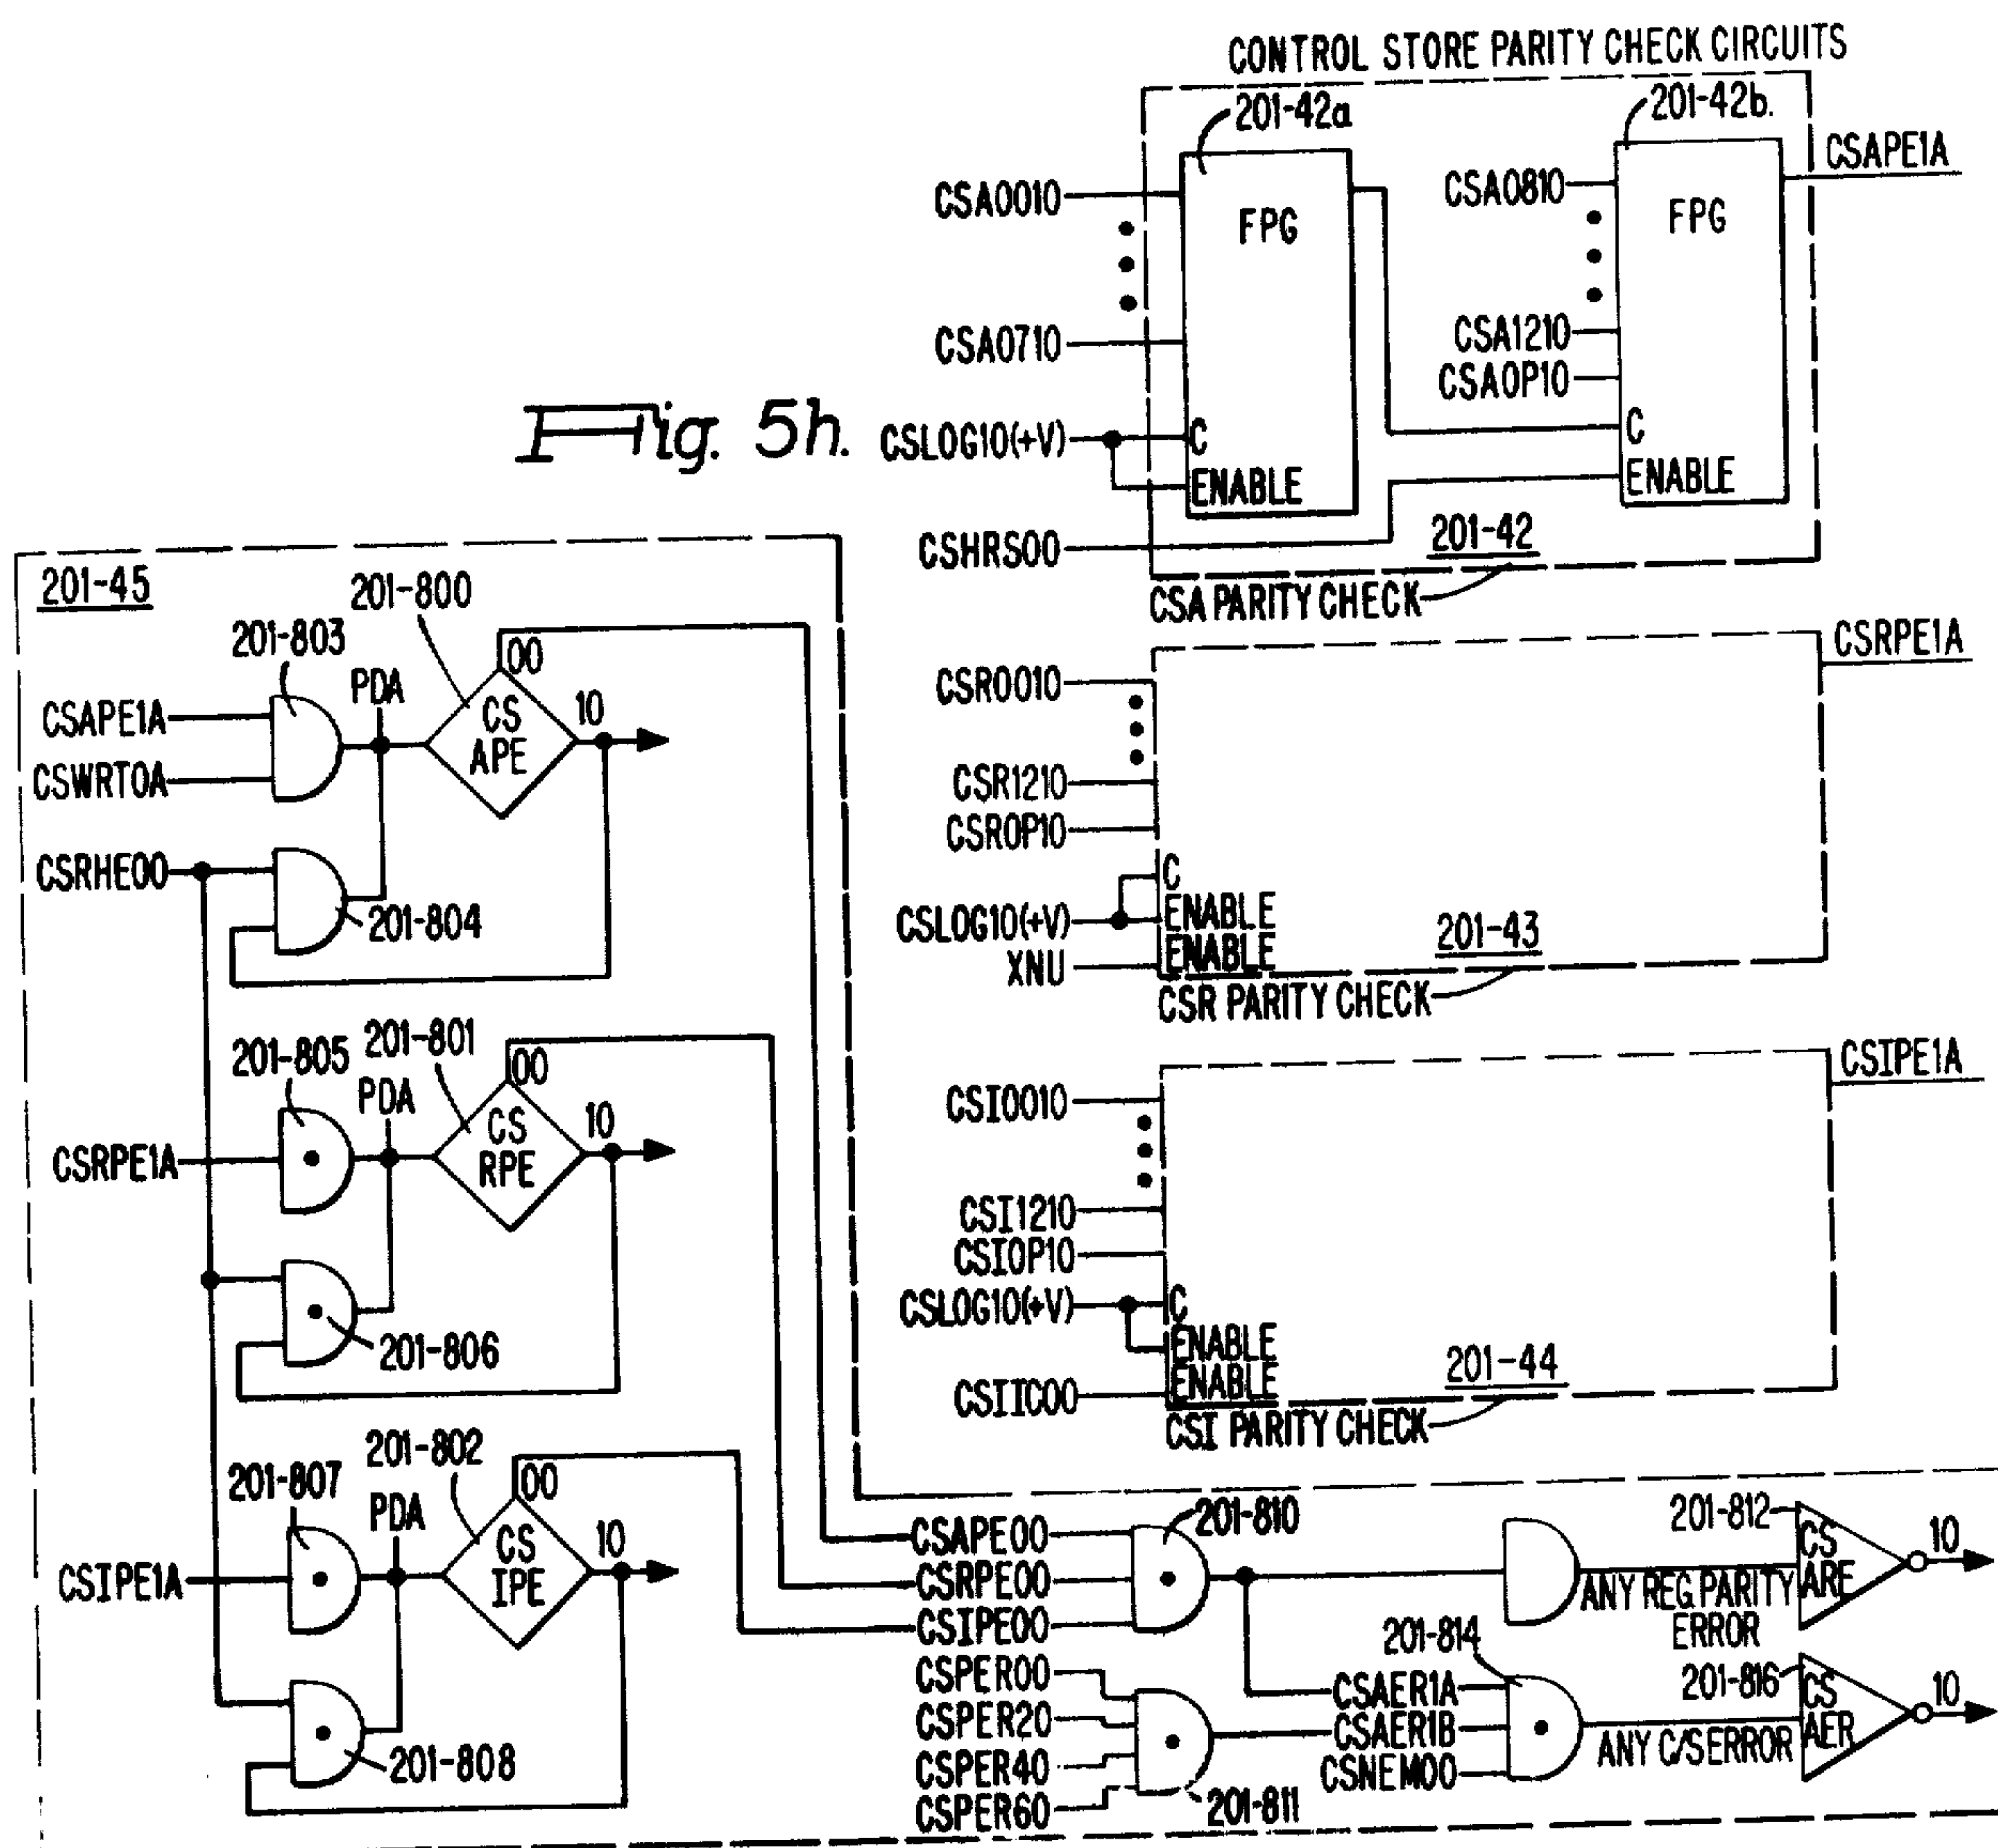 CONTROL STORE PARITY CHECK CIRCUITS
201-42a
201-42b.
CSAPE1A
CSA0010
FPG
CSA0810
FPG
CSA0710
CSA1210
CSA0P10
Fig. 5h.
CSLOG10(+V)
C
ENABLE
C
ENABLE
CSHRS00
201-42
CSA PARITY CHECK
201-45
201-800
201-803
00
PDA
10
CSAPE1A
CS
APE
CSWRT0A
CSRHE00
201-804
CSRPE1A
CSR0010
CSR1210
CSR0P10
C
CSLOG10(+V)
ENABLE
ENABLE
XNU
201-43
CSR PARITY CHECK
201-805
201-801
00
PDA
10
CSRPE1A
CS
RPE
201-806
CSIPE1A
CSI0010
CSI1210
CSI0P10
CSLOG10(+V)
C
ENABLE
ENABLE
CSIIC00
201-44
CSI PARITY CHECK
201-807
201-802
00
PDA
10
CSIPE1A
CS
IPE
201-808
CSAPE00
CSRPE00
CSIPE00
201-810
201-812
CS
ARE
10
ANY REG. PARITY
ERROR
CSPER00
CSPER20
CSPER40
CSPER60
201-811
201-814
CSAER1A
CSAER1B
CSNEM00
201-816
CS
AER
10
ANY C/S ERROR